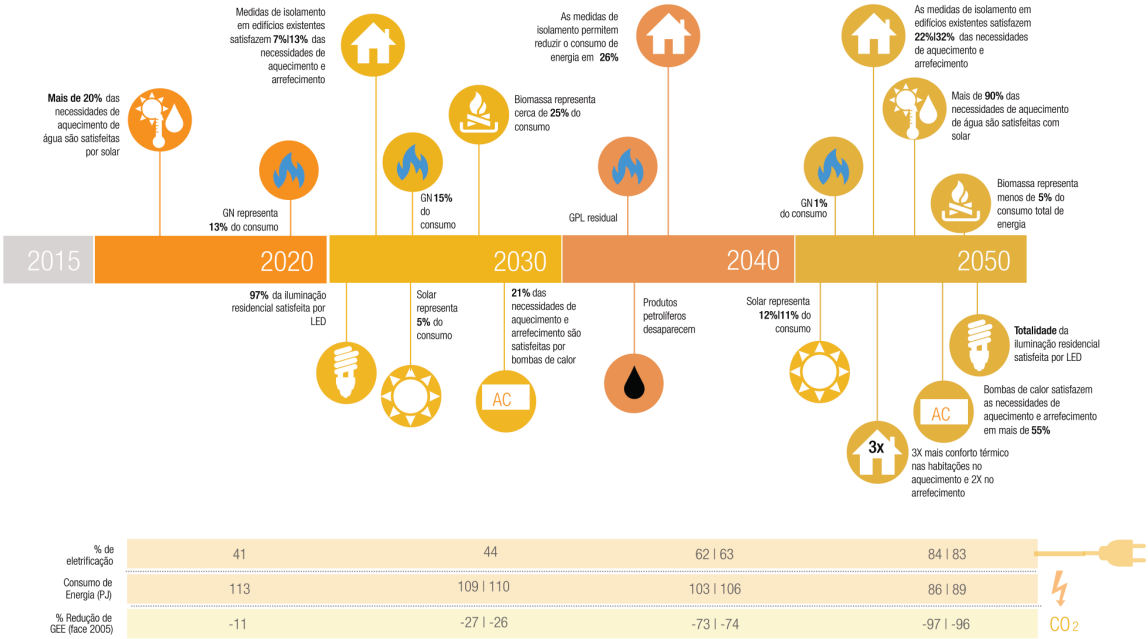 Medidas de isolamento
em edifícios existentes
satisfazem 7%|13% das
necessidades de
aquecimento e
arrefecimento
As medidas de
isolamento permitem
reduzir o consumo de
energia em 26%
As medidas de isolamento em
edifícios existentes satisfazem
22%|32% das necessidades
de aquecimento e
arrefecimento
Mais de 20% das
necessidades de
aquecimento de
água são satisfeitas
por solar
Biomassa representa
cerca de 25% do
consumo
Mais de 90% das
necessidades de aquecimento
de água são satisfeitas com
solar
GN representa
13% do consumo
GN 15%
do
consumo
GPL residual
GN 1%
do consumo
Biomassa representa
menos de 5% do
consumo total de
energia
2015
2020
2030
2040
2050
97% da iluminação
residencial satisfeita por
LED
Solar
representa
5% do
consumo
21% das
necessidades de
aquecimento e
arrefecimento são
satisfeitas por
bombas de calor
Produtos
petrolíferos
desaparecem
Solar representa
12%|11% do
consumo
Totalidade da
iluminação residencial
satisfeita por LED
AC
AC
Bombas de calor satisfazem
as necessidades de
aquecimento e arrefecimento
em mais de 55%
3x
3X mais conforto térmico
nas habitações no
aquecimento e 2X no
arrefecimento
% de
eletrificação
41
44
62 | 63
84 | 83
Consumo de
Energia (PJ)
113
109 | 110
103 | 106
86 | 89
% Redução de
GEE (face 2005)
-11
-27 | -26
-73 | -74
-97 | -96
CO2